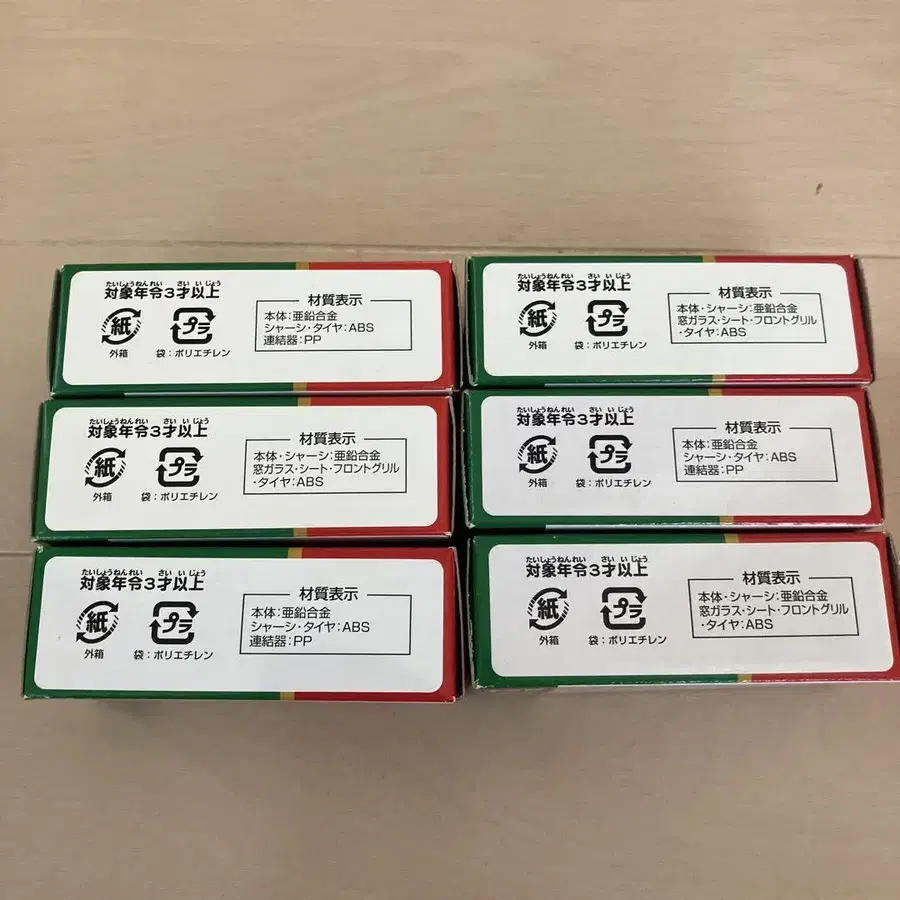 たいしょうねんれい さい いじょう
対象年令3才以上
紙
プラ
外箱
袋：ポリエチレン
材質表示
本体：亜鉛合金
シャーシ・タイヤ：ABS
連結器：PP
たいしょうねんれい さい いじょう
対象年令3才以上
紙
プラ
外箱
袋：ポリエチレン
材質表示
本体・シャーシ：亜鉛合金
窓ガラス・シート・フロントグリル
・タイヤ：ABS
たいしょうねんれい さい いじょう
対象年令3才以上
紙
プラ
外箱
袋：ポリエチレン
材質表示
本体・シャーシ：亜鉛合金
窓ガラス・シート・フロントグリル
・タイヤ：ABS
たいしょうねんれい さい いじょう
対象年令3才以上
紙
プラ
外箱
袋：ポリエチレン
材質表示
本体：亜鉛合金
シャーシ・タイヤ：ABS
連結器：PP
たいしょうねんれい さい いじょう
対象年令3才以上
紙
プラ
外箱
袋：ポリエチレン
材質表示
本体：亜鉛合金
シャーシ・タイヤ：ABS
連結器：PP
たいしょうねんれい さい いじょう
対象年令3才以上
紙
プラ
外箱
袋：ポリエチレン
材質表示
本体・シャーシ：亜鉛合金
窓ガラス・シート・フロントグリル
・タイヤ：ABS